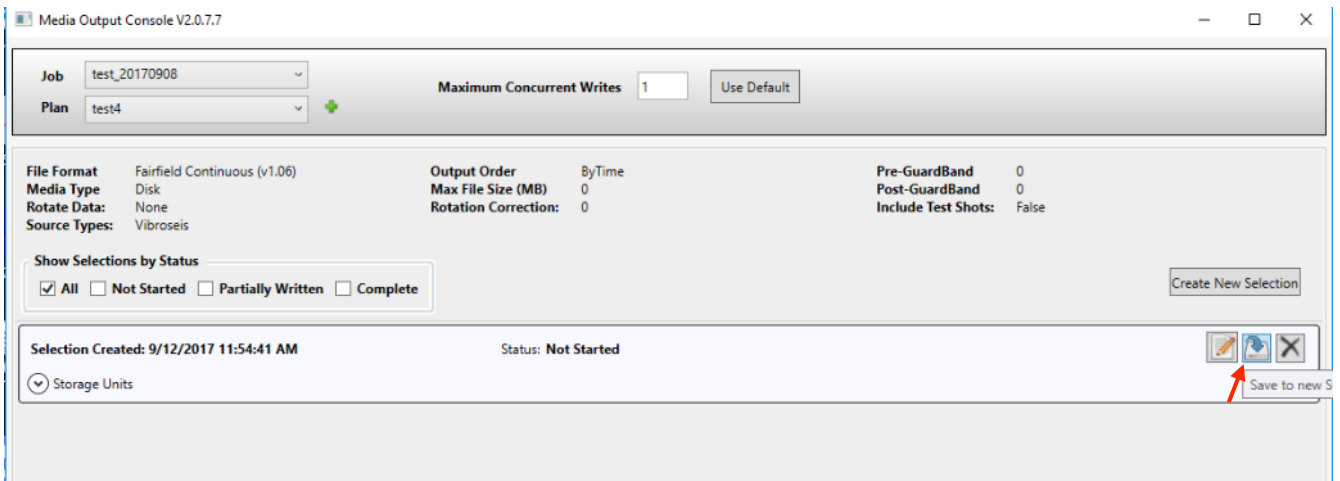 Media Output Console V2.0.7.7
Job test_20170908
Maximum Concurrent Writes 1 Use Default
Plan test4
File Format Fairfield Continuous (v1.06) Output Order ByTime Pre-GuardBand 0
Media Type Disk Max File Size (MB) 0 Post-GuardBand 0
Rotate Data: None Rotation Correction: 0 Include Test Shots: False
Source Types: Vibroseis
Show Selections by Status
All Not Started Partially Written Complete
Create New Selection
Selection Created: 9/12/2017 11:54:41 AM Status: Not Started
Storage Units
Save to new S